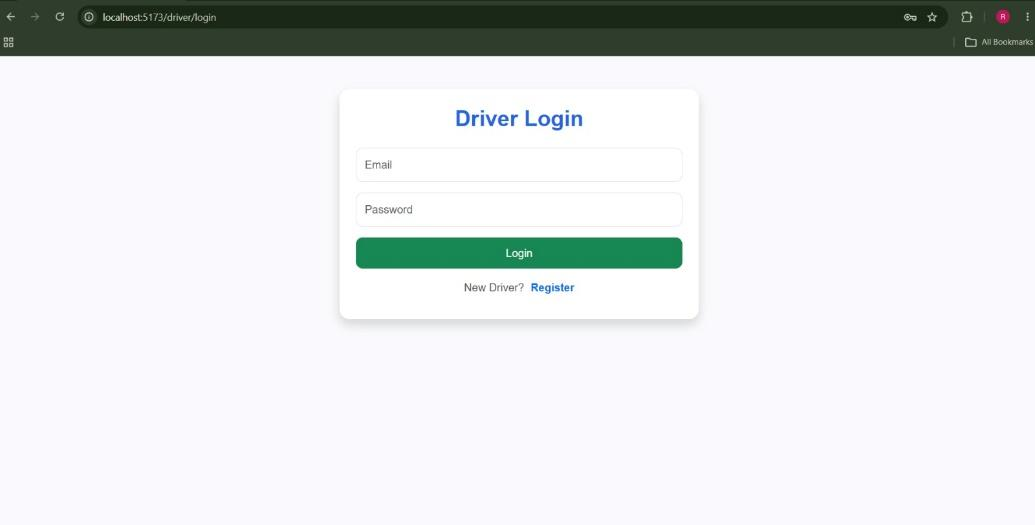 localhost:5173/driver/login
R
All Bookmarks
Driver Login
Email
Password
Login
New Driver? Register